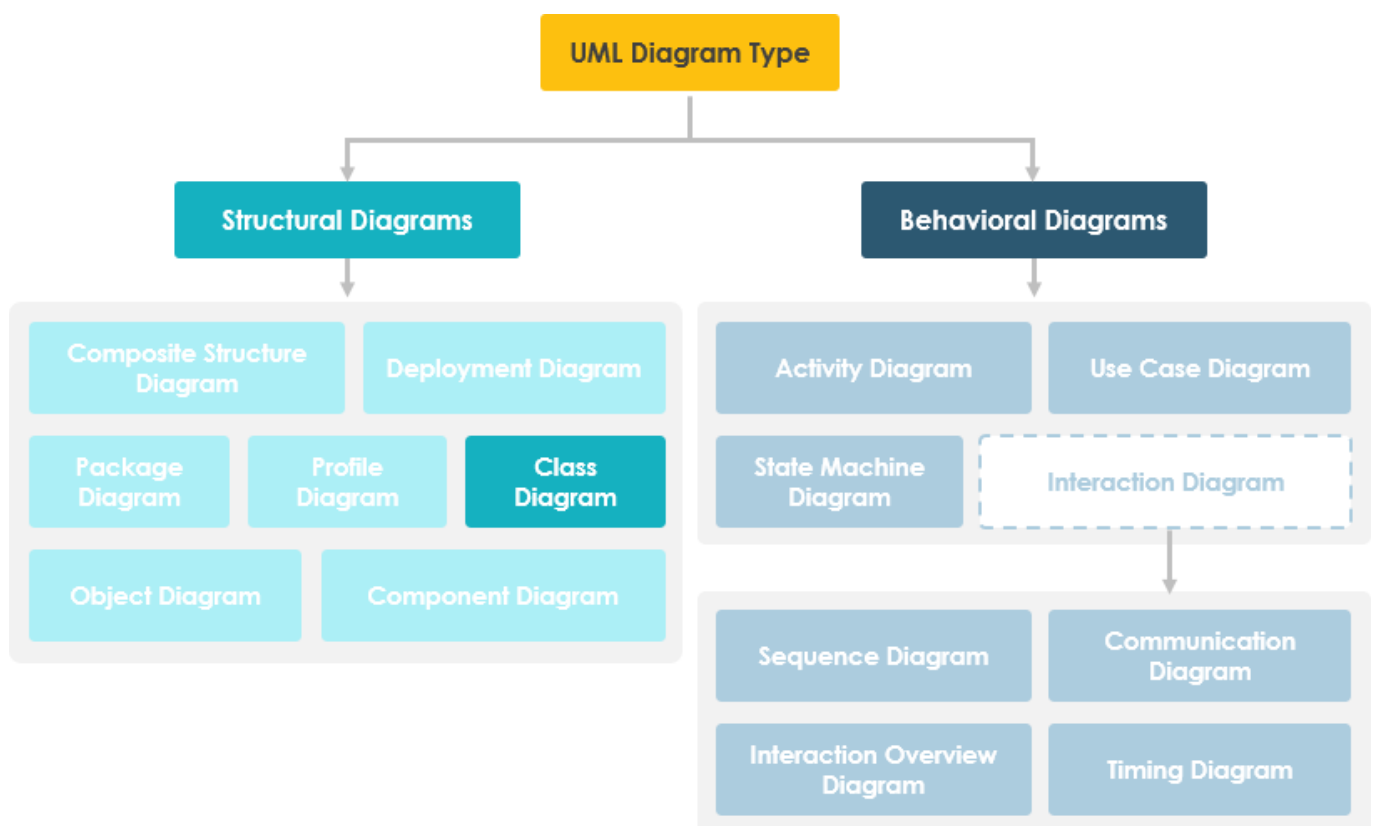 UML Diagram Type
Structural Diagrams
Behavioral Diagrams
Composite Structure
Diagram
Deployment Diagram
Package
Diagram
Profile
Diagram
Class
Diagram
Object Diagram
Component Diagram
Activity Diagram
Use Case Diagram
State Machine
Diagram
Interaction Diagram
Sequence Diagram
Communication
Diagram
Interaction Overview
Diagram
Timing Diagram